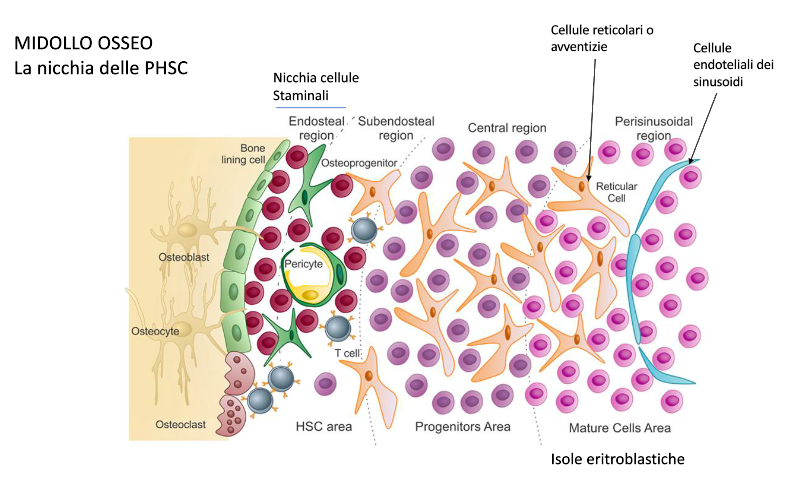 MIDOLLO OSSEO
La nicchia delle PHSC
Nicchia cellule
Staminali
Cellule reticolari o
avventizie
Cellule
endoteliali dei
sinusoidi
Endosteal
region
Subendosteal
region
Central region
Perisinusoidal
region
Bone
lining cell
Osteoprogenitor
Reticular
Cell
Osteoblast
Pericyte
Osteocyte
T cell
Osteoclast
HSC area
Progenitors Area
Mature Cells Area
Isole eritroblastiche